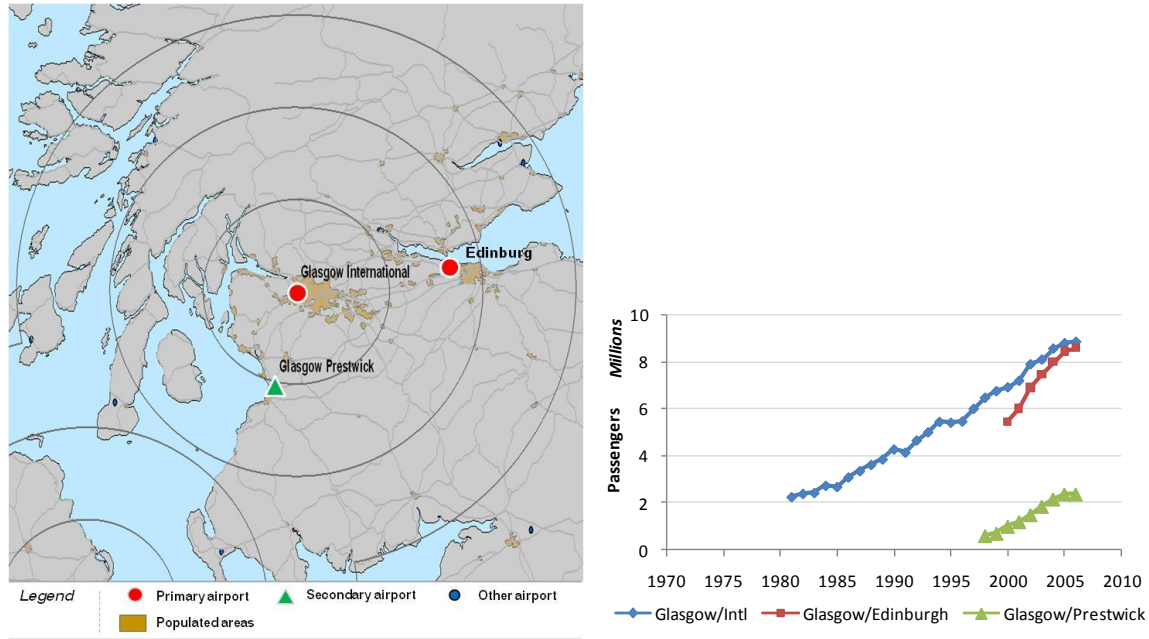 Edinburg
Glasgow International
Glasgow Prestwick
Legend
Primary airport
Secondary airport
Other airport
Populated areas
Millions
Passengers
10
8
6
4
2
0
1970 1975 1980 1985 1990 1995 2000 2005 2010
Glasgow/Intl Glasgow/Edinburgh Glasgow/Prestwick